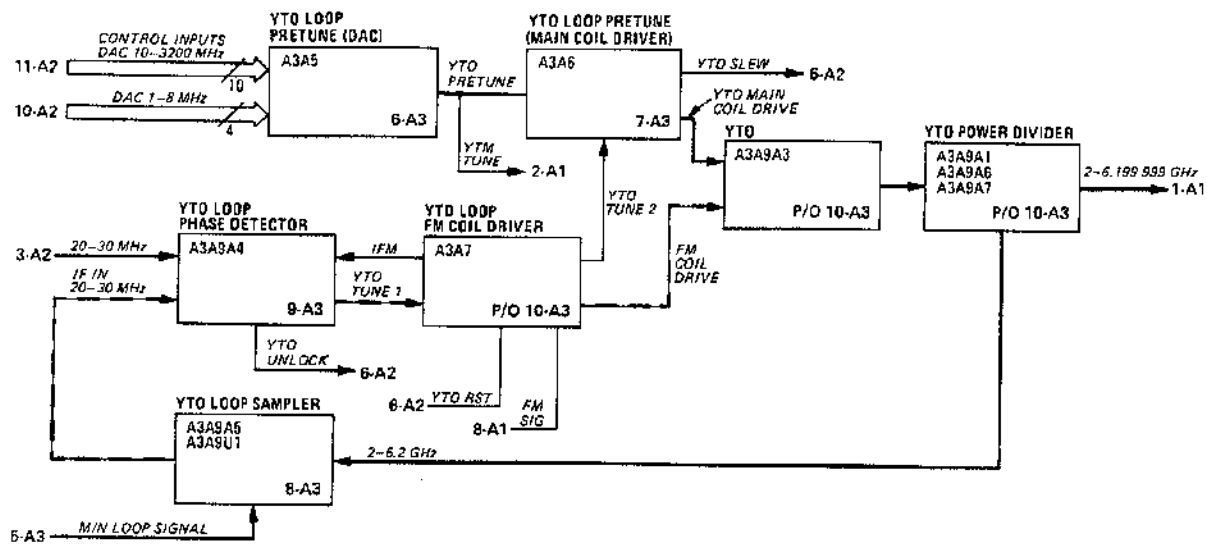 YTO LOOP
PRETUNE (DAC)
YTO LOOP PRETUNE
(MAIN COIL DRIVER)
CONTROL INPUTS
DAC 10-3200 MHz
11-A2
10
A3A5
6-A3
DAC 1-8 MHz
10-A2
4
YTO
PRETUNE
YTM
TUNE
2-A1
A3A6
7-A3
YTO SLEW
6-A2
YTO MAIN
COIL DRIVE
YTO
A3A9A3
P/O 10-A3
YTO POWER DIVIDER
A3A9A1
A3A9A6
A3A9A7
P/O 10-A3
2-6.199 999 GHz
1-A1
YTO
TUNE 2
YTO LOOP
PHASE DETECTOR
A3A9A4
9-A3
20-30 MHz
3-A2
IF IN
20-30 MHz
IFM
YTO
TUNE 1
YTO LOOP
FM COIL DRIVER
A3A7
P/O 10-A3
FM
COIL
DRIVE
YTO
UNLOCK
6-A2
YTO RST
6-A2
FM
SIG
8-A1
YTO LOOP SAMPLER
A3A9A5
A3A9U1
8-A3
2-6.2 GHz
M/N LOOP SIGNAL
5-A3